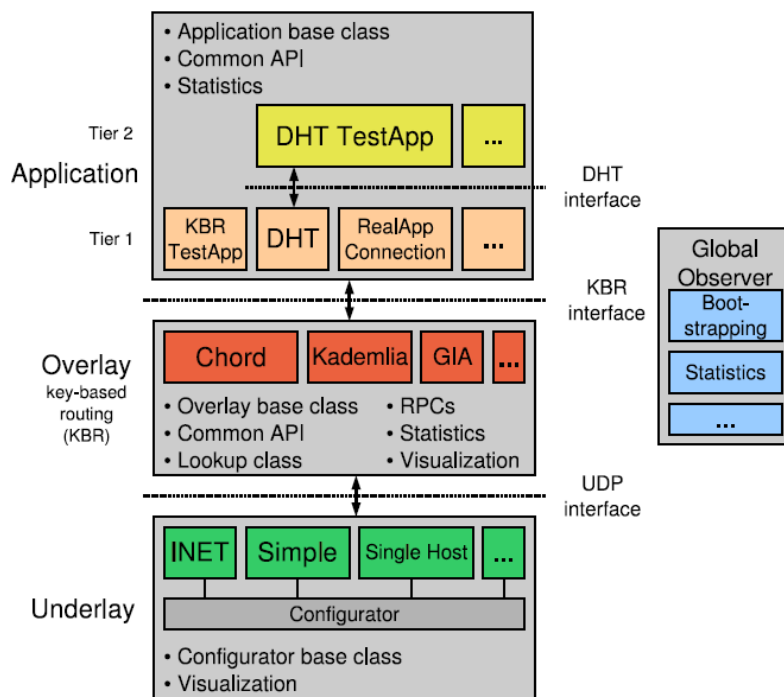 • Application base class
• Common API
• Statistics
Tier 2
DHT TestApp
...
Application
DHT
interface
Tier 1
KBR
TestApp
DHT
RealApp
Connection
...
KBR
interface
Global
Observer
Boot-
strapping
Statistics
...
Overlay
key-based
routing
(KBR)
Chord
Kademlia
GIA
...
• Overlay base class
• Common API
• Lookup class
• RPCs
• Statistics
• Visualization
UDP
interface
Underlay
INET
Simple
Single Host
...
Configurator
• Configurator base class
• Visualization